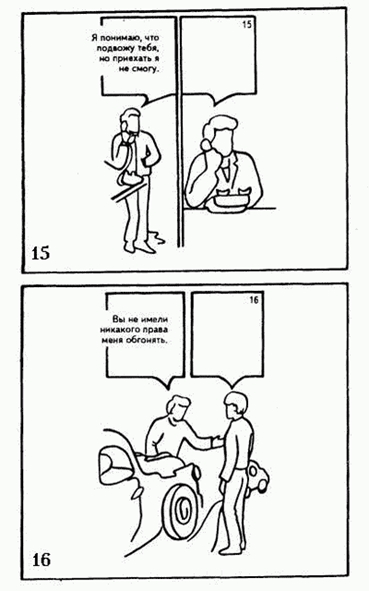 Я понимаю, что
подвожу тебя,
но приехать я
не смогу.
15
15
Вы не имели
никакого права
меня обгонять.
16
16